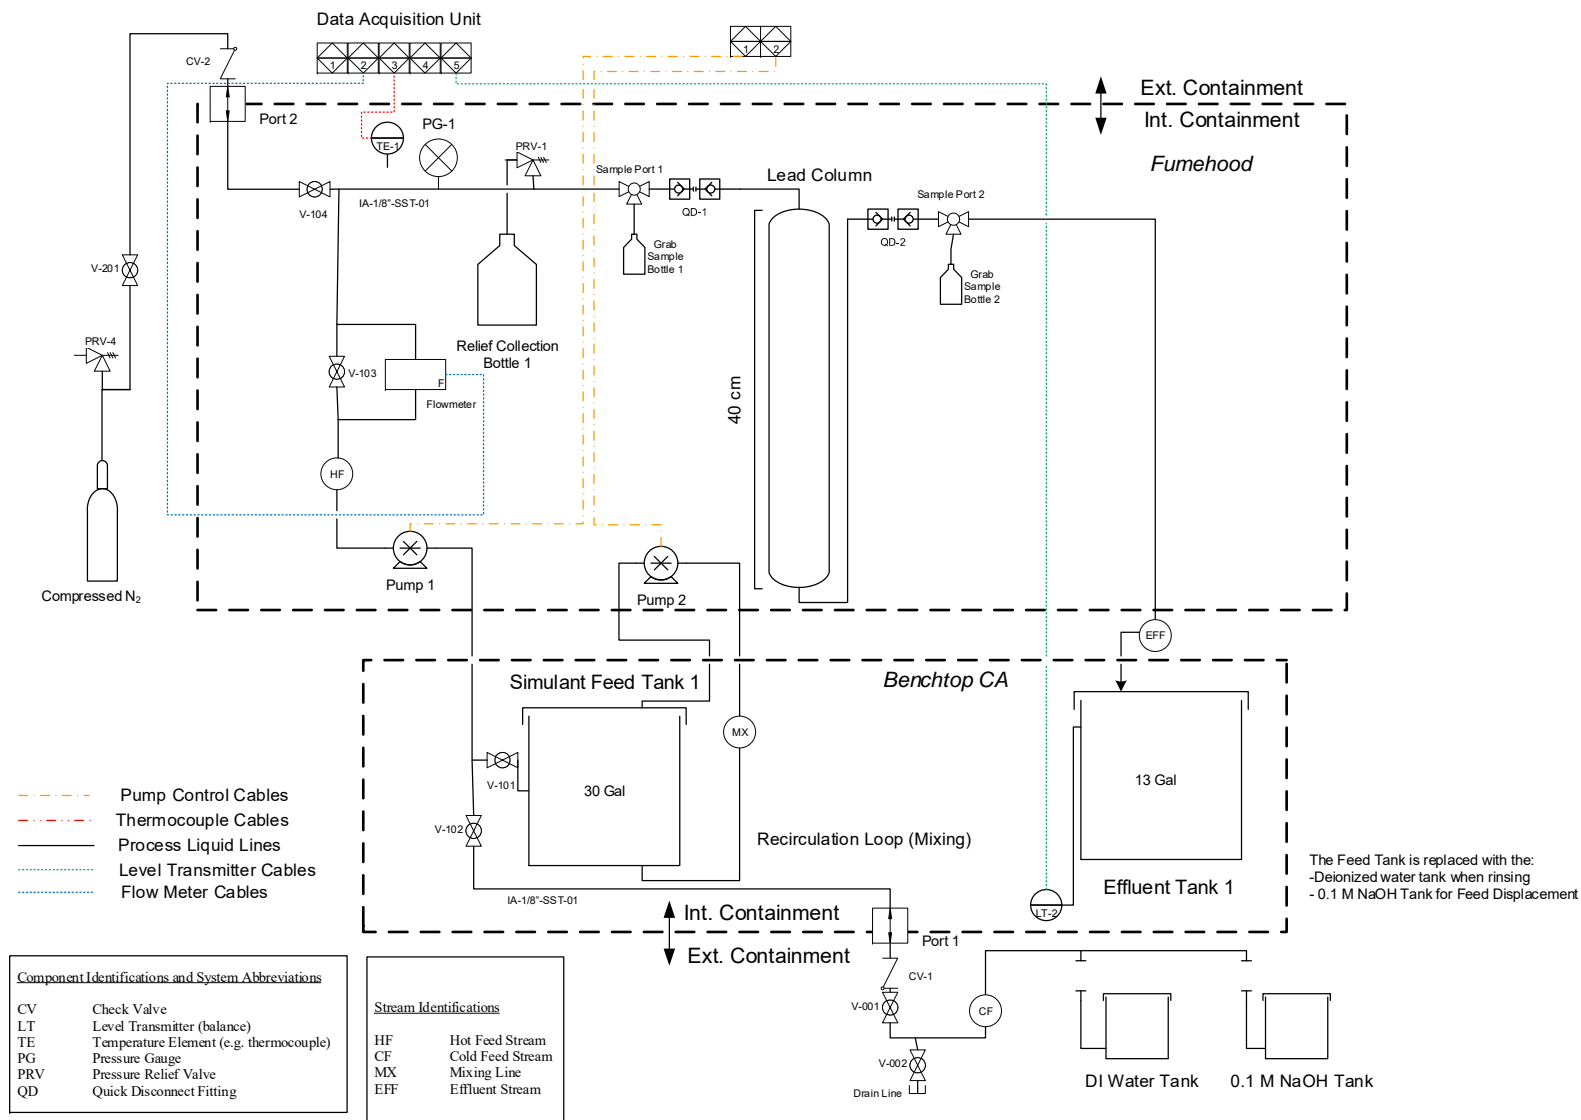 Data Acquisition Unit
1 2 3 4 5
1 2
CV-2
Port 2
Ext. Containment
Int. Containment
Fumehood
TE-1
PG-1
PRV-1
Sample Port 1
QD-1
Lead Column
Sample Port 2
QD-2
V-104
IA-1/8"-SST-01
Grab
Sample
Bottle 1
Grab
Sample
Bottle 2
V-201
PRV-4
Relief Collection
Bottle 1
V-103
F
Flowmeter
40 cm
HF
Compressed N2
Pump 1
Pump 2
EFF
Simulant Feed Tank 1
Benchtop CA
MX
V-101
30 Gal
13 Gal
V-102
Recirculation Loop (Mixing)
Effluent Tank 1
LT-2
IA-1/8"-SST-01
Int. Containment
Ext. Containment
Port 1
CV-1
V-001
CF
V-002
Drain Line
DI Water Tank
0.1 M NaOH Tank
The Feed Tank is replaced with the:
-Deionized water tank when rinsing
- 0.1 M NaOH Tank for Feed Displacement
Pump Control Cables
Thermocouple Cables
Process Liquid Lines
Level Transmitter Cables
Flow Meter Cables
Component Identifications and System Abbreviations
CV Check Valve
LT Level Transmitter (balance)
TE Temperature Element (e.g. thermocouple)
PG Pressure Gauge
PRV Pressure Relief Valve
QD Quick Disconnect Fitting
Stream Identifications
HF Hot Feed Stream
CF Cold Feed Stream
MX Mixing Line
EFF Effluent Stream